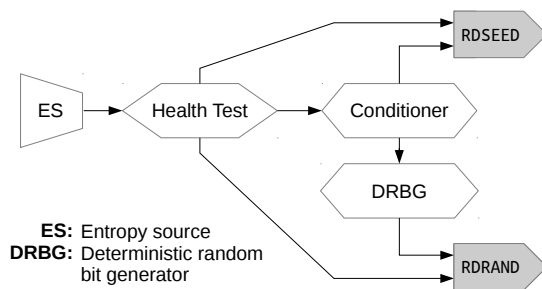 RDSEED
ES
Health Test
Conditioner
DRBG
ES: Entropy source
DRBG: Deterministic random
bit generator
RDRAND